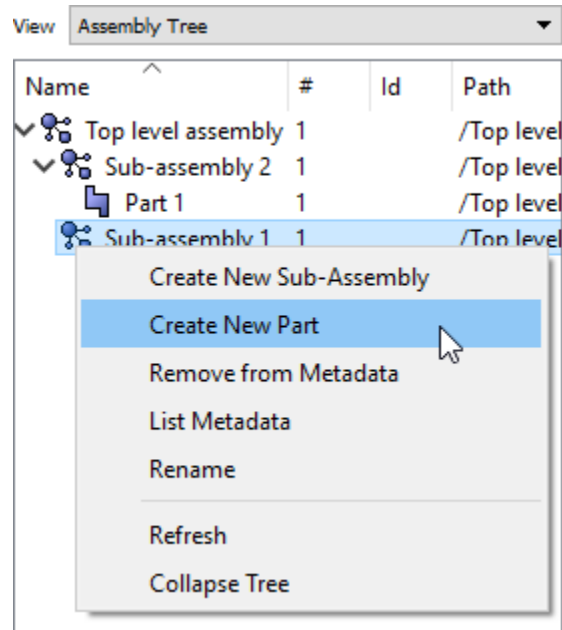 View Assembly Tree
Name # Id Path
Top level assembly 1 /Top level
Sub-assembly 2 1 /Top level
Part 1 1 /Top level
Sub-assembly 1 1 /Top level
Create New Sub-Assembly
Create New Part
Remove from Metadata
List Metadata
Rename
Refresh
Collapse Tree